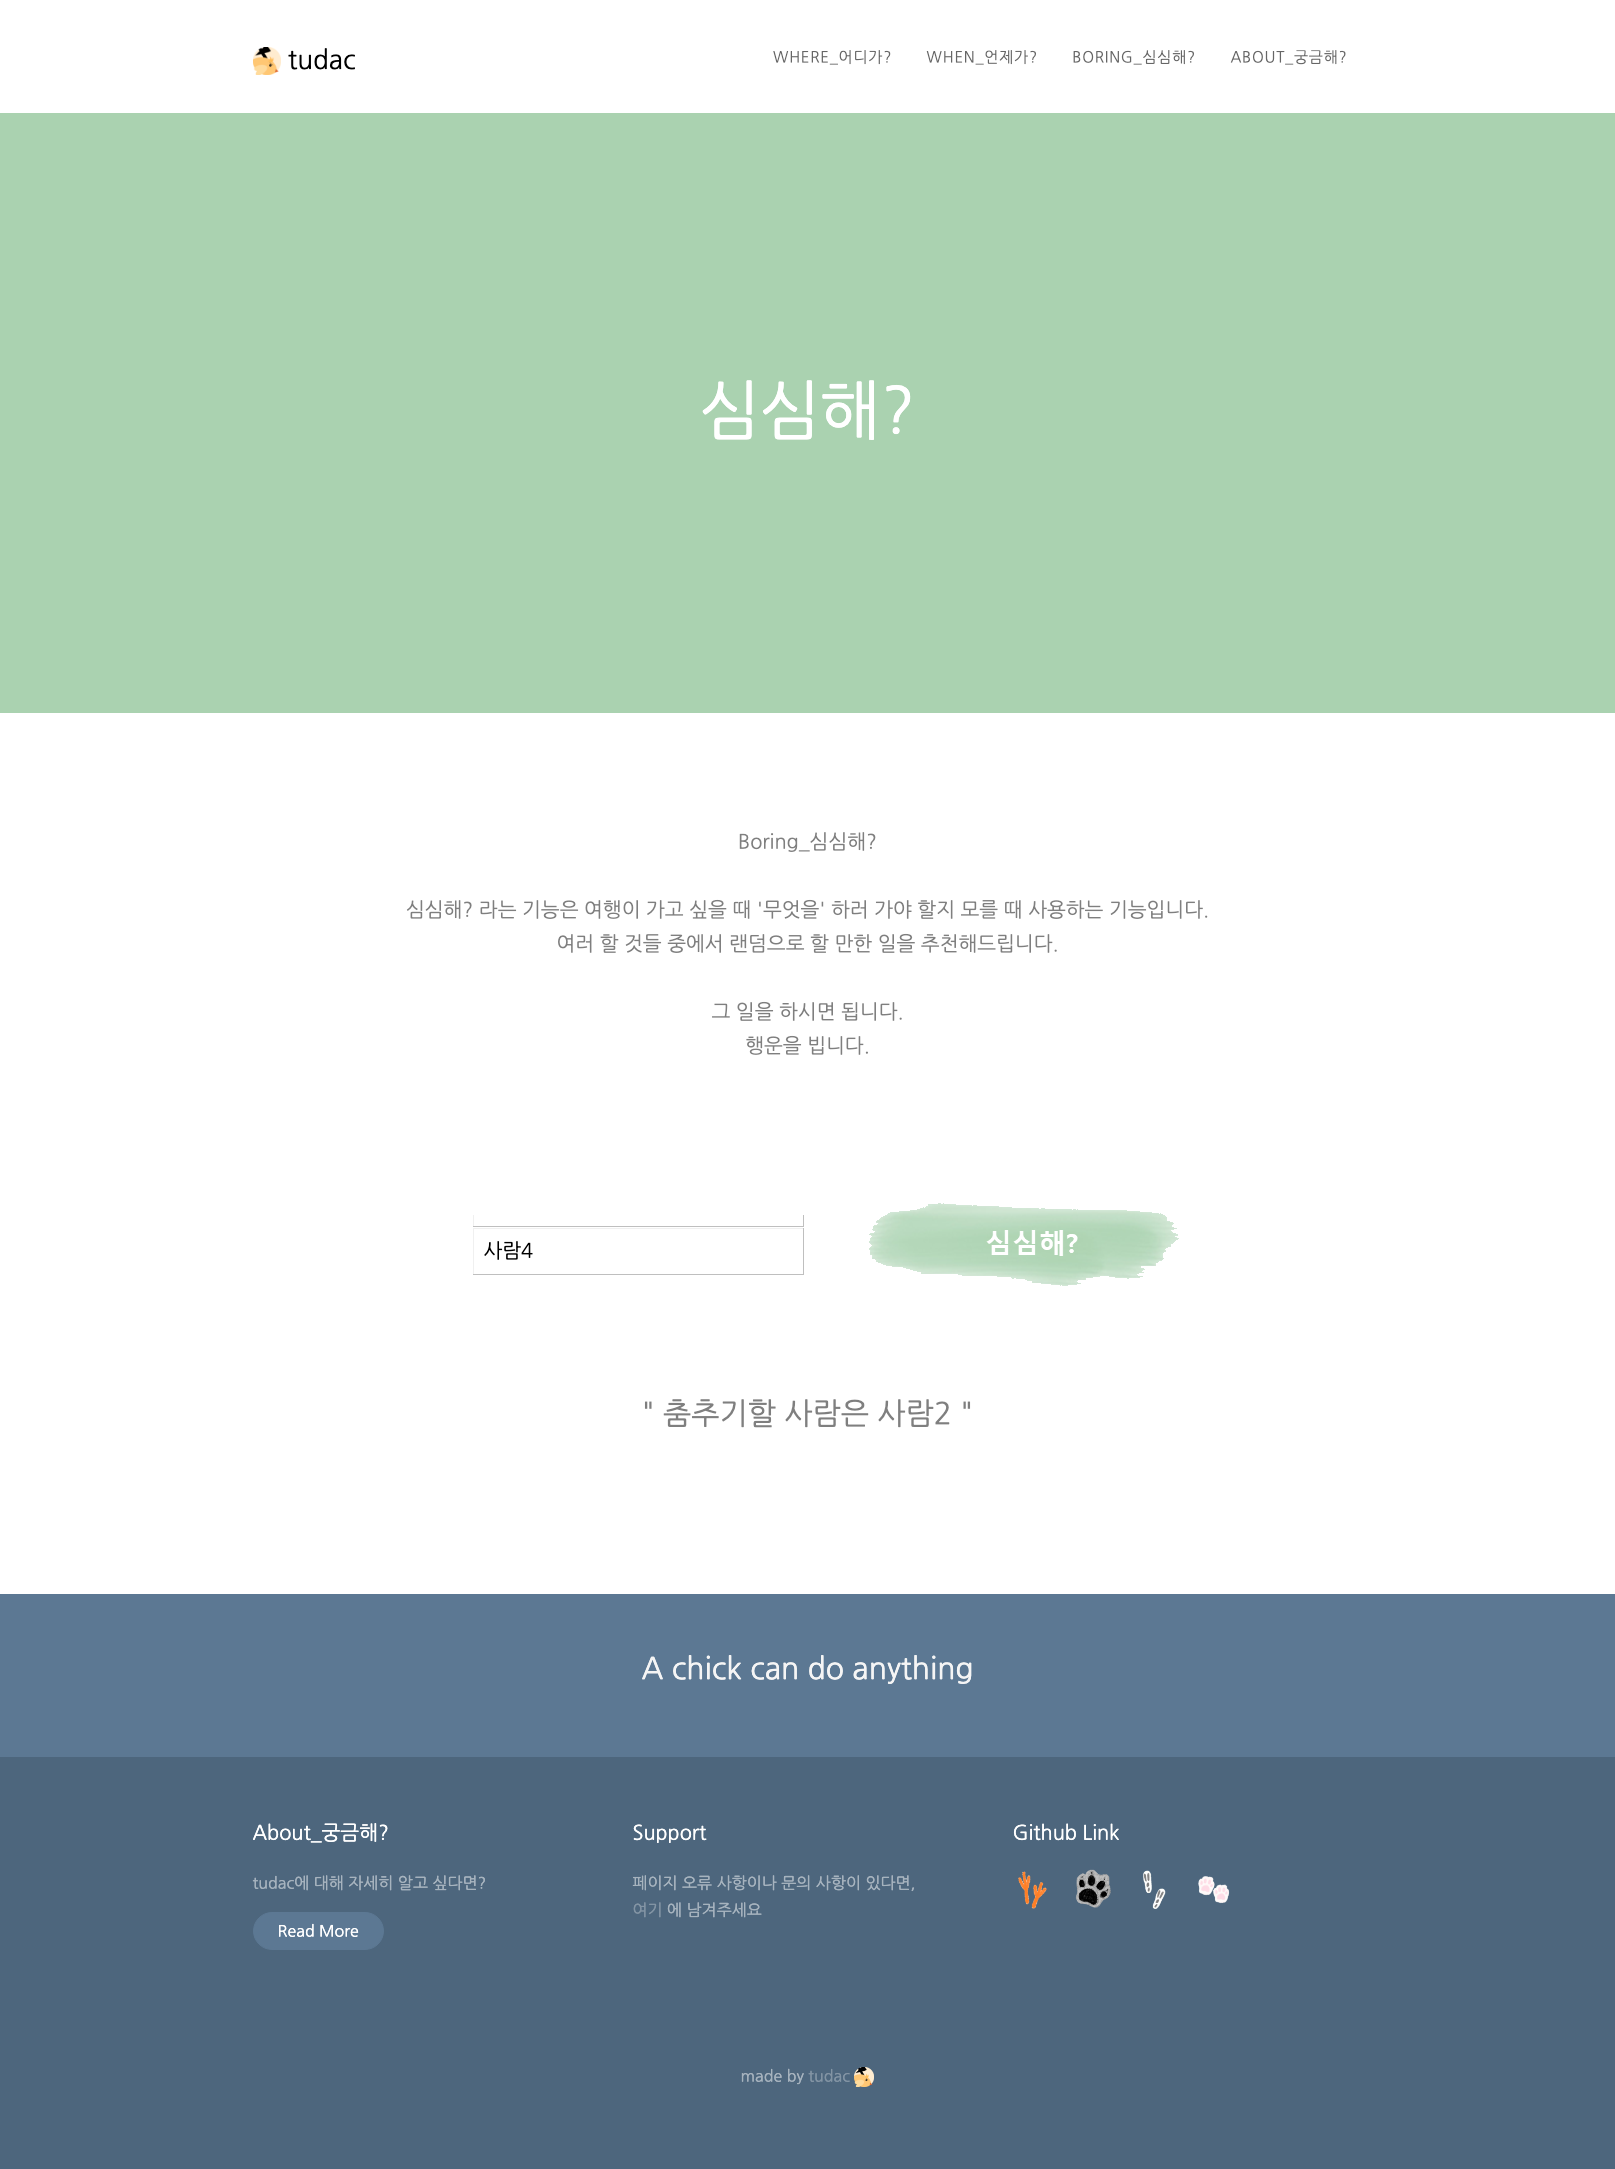 tudac
WHERE_어디가? WHEN_언제가? BORING_심심해? ABOUT_궁금해?
심심해?
Boring_심심해?
심심해? 라는 기능은 여행이 가고 싶을 때 '무엇을' 하러 가야 할지 모를 때 사용하는 기능입니다.
여러 할 것들 중에서 랜덤으로 할 만한 일을 추천해드립니다.
그 일을 하시면 됩니다.
행운을 빕니다.
사람4
심심해?
" 춤추기할 사람은 사람2 "
A chick can do anything
About_궁금해?
tudac에 대해 자세히 알고 싶다면?
Read More
Support
페이지 오류 사항이나 문의 사항이 있다면,
여기 에 남겨주세요
Github Link
made by tudac